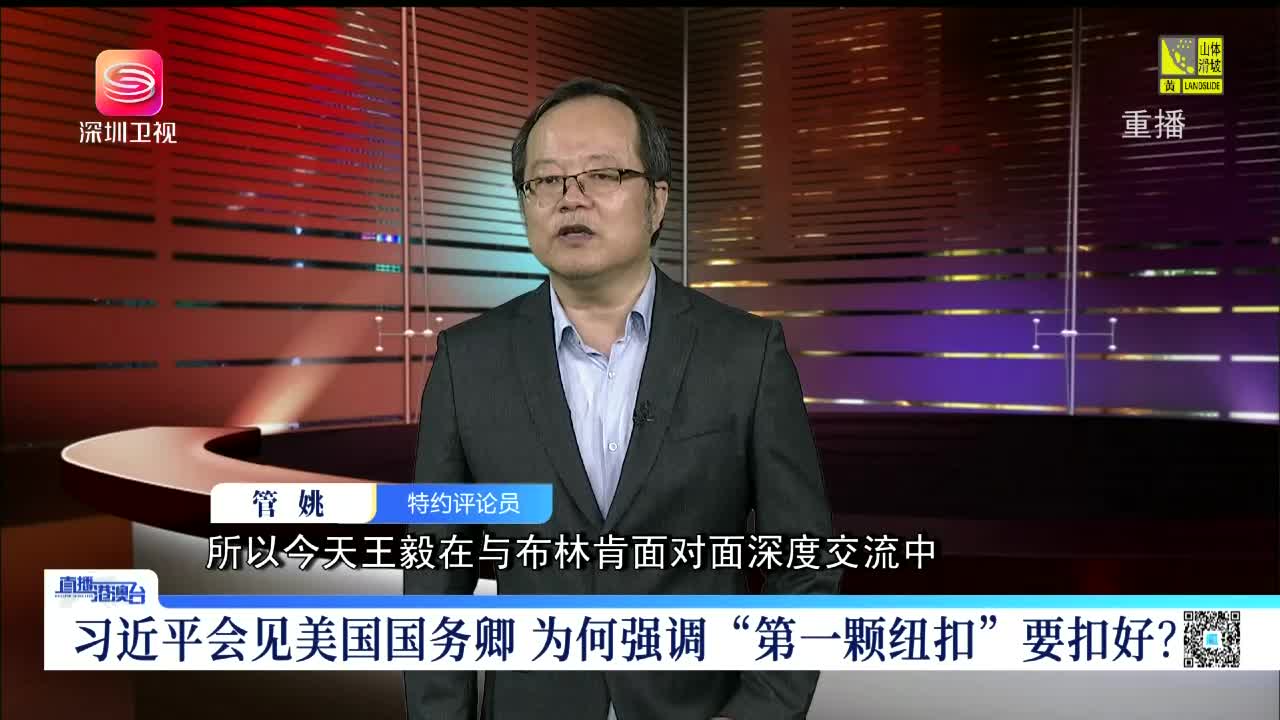 深圳卫视
山体
滑坡
黄 LANDSLIDE
重播
管 姚
特约评论员
所以今天王毅在与布林肯面对面深度交流中
直播
港澳台
习近平会见美国国务卿 为何强调“第一颗纽扣”要扣好?